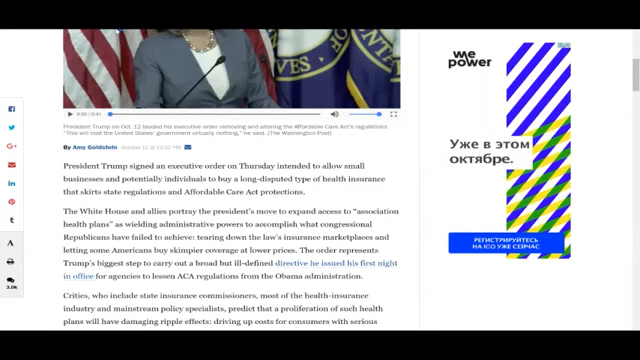 we
power
Уже в этом
октябре.
РЕГИСТРИРУЙТЕСЬ
НА ICO УЖЕ СЕЙЧАС
0:00 / 0:41
President Trump on Oct. 12 lauded his executive order removing and altering the Affordable Care Act's regulations.
"This will cost the United States government virtually nothing," he said. (The Washington Post)
By Amy Goldstein October 12 at 12:02 PM
President Trump signed an executive order on Thursday intended to allow small
businesses and potentially individuals to buy a long-disputed type of health insurance
that skirts state regulations and Affordable Care Act protections.
The White House and allies portray the president's move to expand access to "association
health plans" as wielding administrative powers to accomplish what congressional
Republicans have failed to achieve: tearing down the law's insurance marketplaces and
letting some Americans buy skimpier coverage at lower prices. The order represents
Trump's biggest step to carry out a broad but ill-defined directive he issued his first night
in office for agencies to lessen ACA regulations from the Obama administration.
Critics, who include state insurance commissioners, most of the health-insurance
industry and mainstream policy specialists, predict that a proliferation of such health
plans will have damaging ripple effects: driving up costs for consumers with serious
A
3.0k